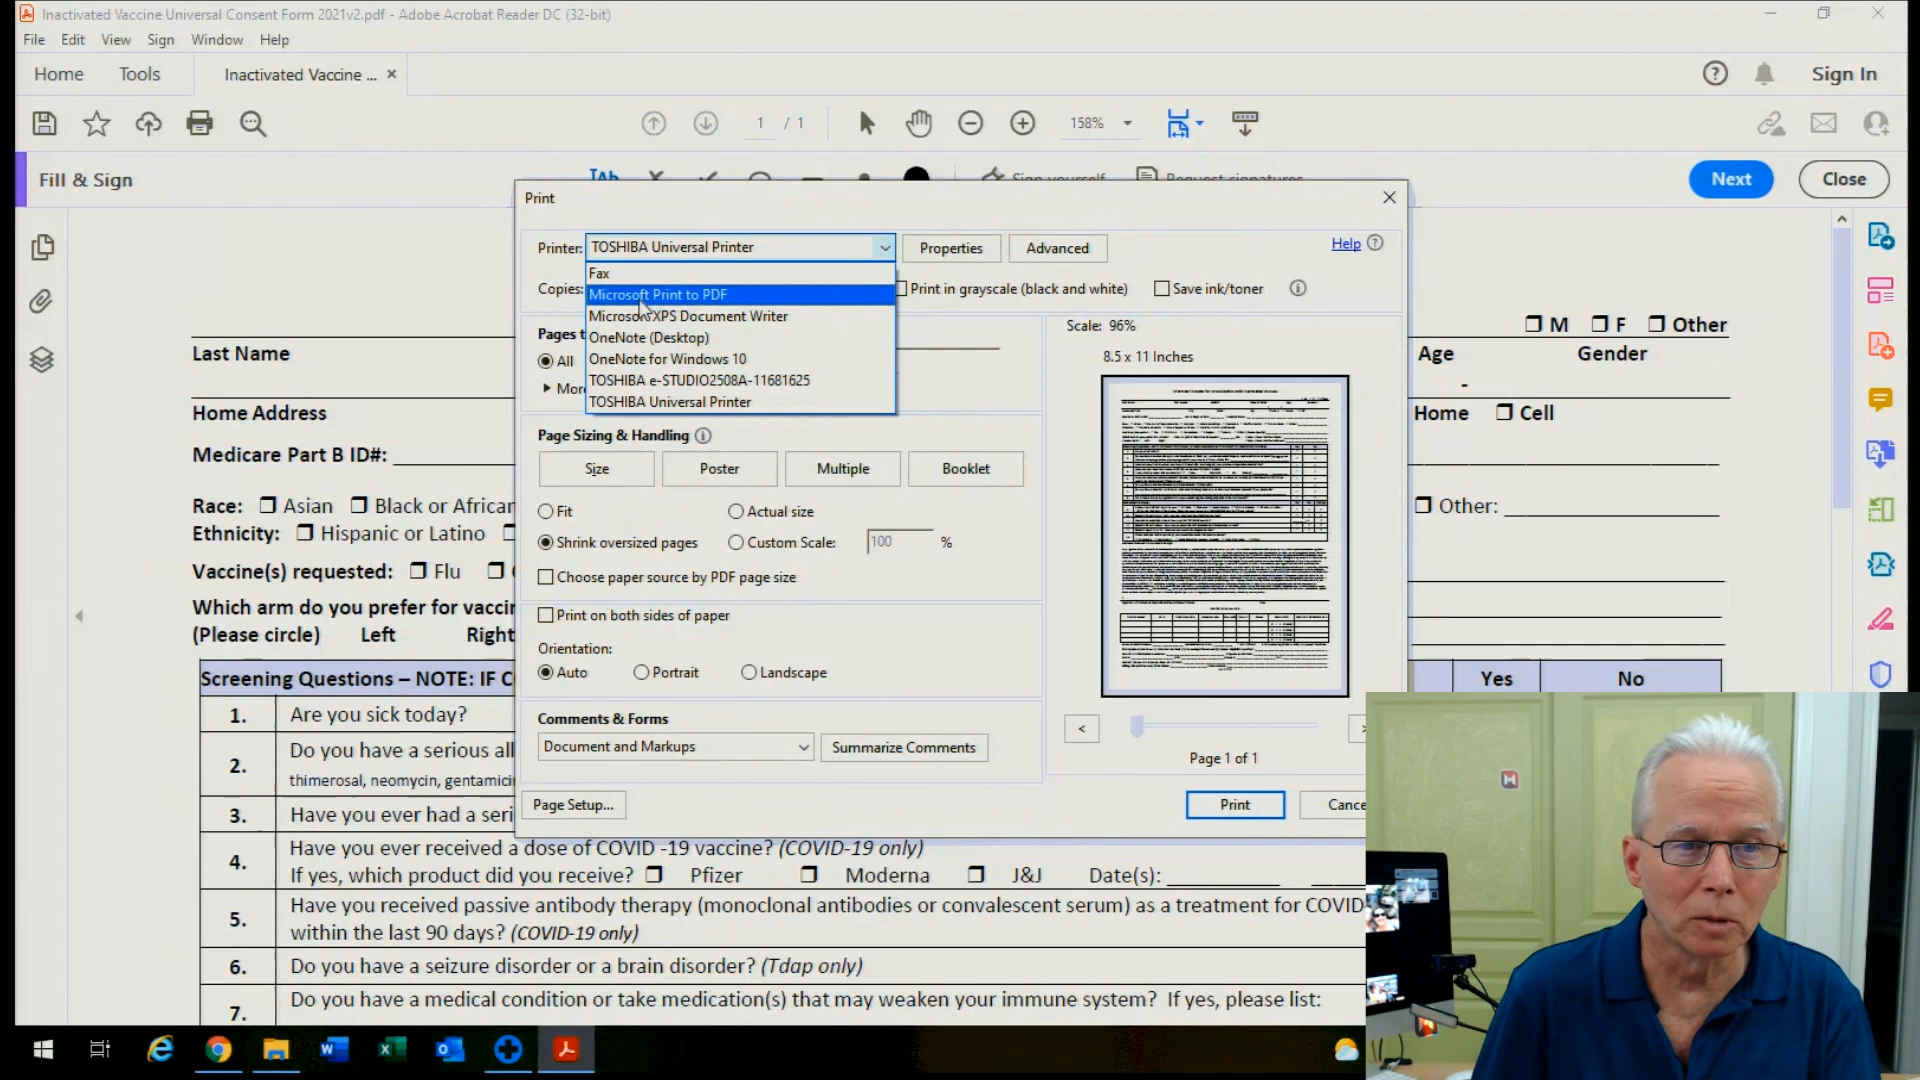 Inactivated Vaccine Universal Consent Form 2021v2.pdf - Adobe Acrobat Reader DC (32-bit)
File Edit View Sign Window Help
Home Tools Inactivated Vaccine ... × Sign In
1 / 1 158%
Fill & Sign IAb Sign yourself Request signatures Next Close
Print
Printer: TOSHIBA Universal Printer Properties Advanced Help
Fax
Copies: Print in grayscale (black and white) Save ink/toner
Microsoft Print to PDF
Microsoft XPS Document Writer
OneNote (Desktop)
OneNote for Windows 10
TOSHIBA e-STUDIO2508A-11681625
TOSHIBA Universal Printer
Pages t
All
More
Scale: 96%
8.5 x 11 Inches
Page Sizing & Handling
Size Poster Multiple Booklet
Fit Actual size
Shrink oversized pages Custom Scale: 100 %
Choose paper source by PDF page size
Print on both sides of paper
Orientation:
Auto Portrait Landscape
Comments & Forms
Document and Markups Summarize Comments
< >
Page 1 of 1
Page Setup... Print Cance
M F Other
Last Name Age Gender
-
Home Address Home Cell
Medicare Part B ID#:
Race: Asian Black or African Other:
Ethnicity: Hispanic or Latino
Vaccine(s) requested: Flu
Which arm do you prefer for vaccin
(Please circle) Left Right
Screening Questions – NOTE: IF C Yes No
1. Are you sick today?
2. Do you have a serious all
thimerosal, neomycin, gentamicin
3. Have you ever had a seri
4. Have you ever received a dose of COVID -19 vaccine? (COVID-19 only)
If yes, which product did you receive? Pfizer Moderna J&J Date(s):
5. Have you received passive antibody therapy (monoclonal antibodies or convalescent serum) as a treatment for COVID
within the last 90 days? (COVID-19 only)
6. Do you have a seizure disorder or a brain disorder? (Tdap only)
7. Do you have a medical condition or take medication(s) that may weaken your immune system? If yes, please list: